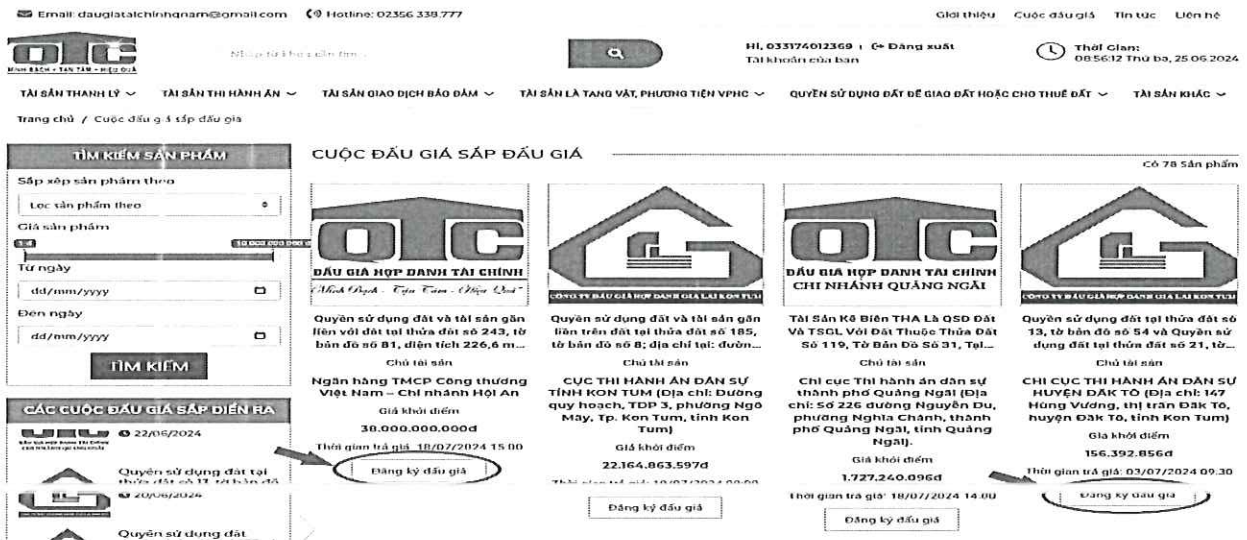 Email: daugiataichinhqnam@gmail.com
Hotline: 02356 338.777
Giới thiệu Cuộc đấu giá Tin tức Liên hệ
QTC
MINH BẠCH - TẬN TÂM - HIỆU QUẢ
Hi, 033174012369 | Đăng xuất
Tài khoản của bạn
Thời Gian:
08:56:12 Thứ ba, 25.06.2024
TÀI SẢN THANH LÝ
TÀI SẢN THI HÀNH ÁN
TÀI SẢN GIAO DỊCH BẢO ĐẢM
TÀI SẢN LÀ TANG VẬT, PHƯƠNG TIỆN VPHC
QUYỀN SỬ DỤNG ĐẤT ĐỂ GIAO ĐẤT HOẶC CHO THUÊ ĐẤT
TÀI SẢN KHÁC
Trang chủ / Cuộc đấu giá sắp đấu giá
TÌM KIẾM SẢN PHẨM
Sắp xếp sản phẩm theo
Lọc sản phẩm theo
Giá sản phẩm
Từ ngày
dd/mm/yyyy
Đến ngày
dd/mm/yyyy
TÌM KIẾM
CÁC CUỘC ĐẤU GIÁ SẮP DIỄN RA
22/06/2024
Quyền sử dụng đất tại
thửa đất số 13, tờ bản đồ
20/06/2024
Quyền sử dụng đất
CUỘC ĐẤU GIÁ SẮP ĐẤU GIÁ
Có 78 Sản phẩm
QTC
ĐẤU GIÁ HỢP DANH TÀI CHÍNH
"Minh Bạch - Tận Tâm - Hiệu Quả"
Quyền sử dụng đất và tài sản gắn
liền với đất tại thửa đất số 243, tờ
bản đồ số 81, diện tích 226,6 m...
Chủ tài sản
Ngân hàng TMCP Công thương
Việt Nam – Chi nhánh Hội An
Giá khởi điểm
30.000.000.000đ
Thời gian trả giá: 18/07/2024 15:00
Đăng ký đấu giá
CÔNG TY ĐẤU GIÁ HỢP DANH GIA LAI KON TUM
Quyền sử dụng đất và tài sản gắn
liền trên đất tại thửa đất số 185,
tờ bản đồ số 8; địa chỉ tại: đườn...
Chủ tài sản
CỤC THI HÀNH ÁN DÂN SỰ
TỈNH KON TUM (Địa chỉ: Đường
quy hoạch, TDP 3, phường Ngô
Mây, Tp. Kon Tum, tỉnh Kon
Tum)
Giá khởi điểm
22.164.863.597đ
Đăng ký đấu giá
QTC
ĐẤU GIÁ HỢP DANH TÀI CHÍNH
CHI NHÁNH QUẢNG NGÃI
Tài Sản Kê Biên THA Là QSD Đất
Và TSGL Với Đất Thuộc Thửa Đất
Số 119, Tờ Bản Đồ Số 31, Tại...
Chủ tài sản
Chi cục Thi hành án dân sự
thành phố Quảng Ngãi (Địa
chỉ: Số 226 đường Nguyễn Du,
phường Nghĩa Chánh, thành
phố Quảng Ngãi, tỉnh Quảng
Ngãi).
Giá khởi điểm
1.727.240.096đ
Thời gian trả giá: 18/07/2024 14:00
Đăng ký đấu giá
CÔNG TY ĐẤU GIÁ HỢP DANH GIA LAI KON TUM
Quyền sử dụng đất tại thửa đất số
13, tờ bản đồ số 54 và Quyền sử
dụng đất tại thửa đất số 21, tờ...
Chủ tài sản
CHI CỤC THI HÀNH ÁN DÂN SỰ
HUYỆN ĐĂK TÔ (Địa chỉ: 147
Hùng Vương, thị trấn Đăk Tô,
huyện Đăk Tô, tỉnh Kon Tum)
Giá khởi điểm
156.392.856đ
Thời gian trả giá: 03/07/2024 09:30
Đăng ký đấu giá